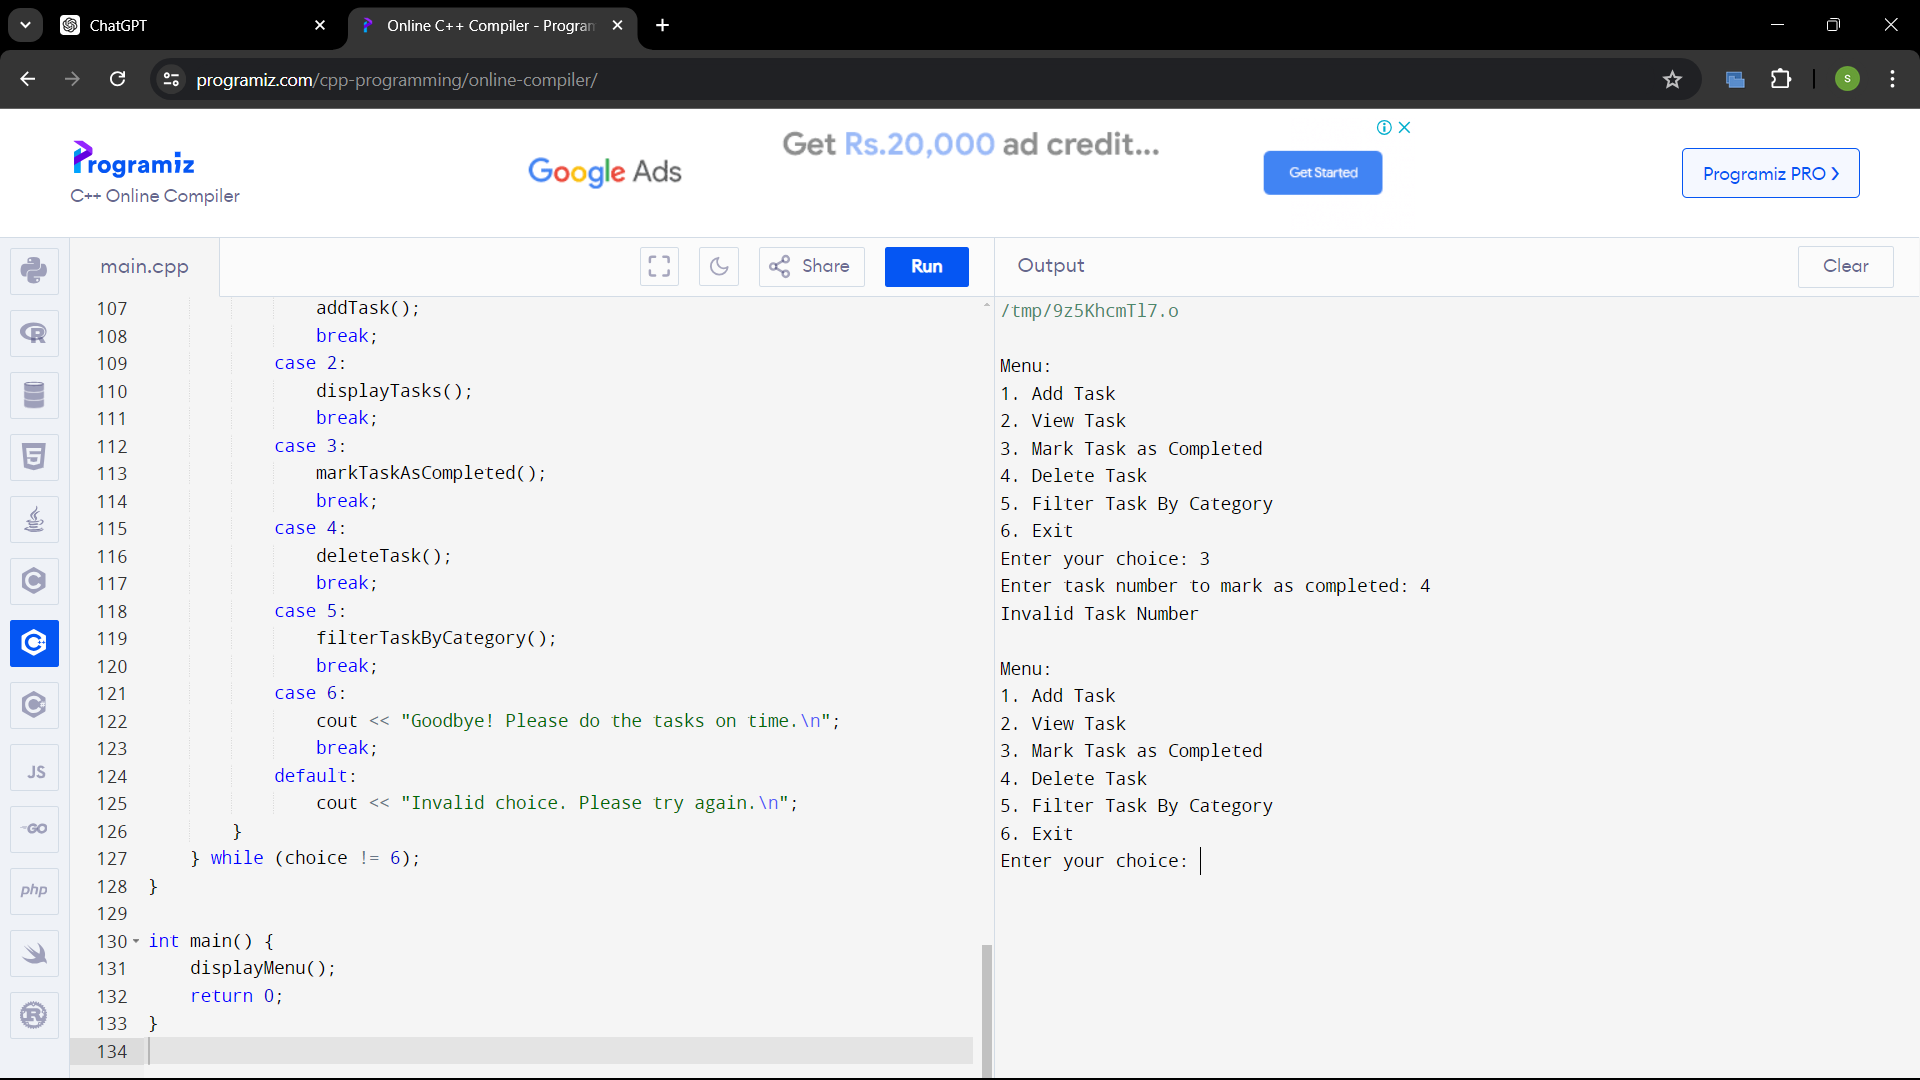 ChatGPT
Online C++ Compiler - Program
programiz.com/cpp-programming/online-compiler/
S
Programiz
C++ Online Compiler
Google Ads
Get Rs.20,000 ad credit...
Get Started
Programiz PRO
main.cpp
Share
Run
Output
Clear
JS
GO
php
107 addTask();
108 break;
109 case 2:
110 displayTasks();
111 break;
112 case 3:
113 markTaskAsCompleted();
114 break;
115 case 4:
116 deleteTask();
117 break;
118 case 5:
119 filterTaskByCategory();
120 break;
121 case 6:
122 cout << "Goodbye! Please do the tasks on time.\n";
123 break;
124 default:
125 cout << "Invalid choice. Please try again.\n";
126 }
127 } while (choice != 6);
128 }
129
130 int main() {
131 displayMenu();
132 return 0;
133 }
134
/tmp/9z5KhcmTl7.o
Menu:
1. Add Task
2. View Task
3. Mark Task as Completed
4. Delete Task
5. Filter Task By Category
6. Exit
Enter your choice: 3
Enter task number to mark as completed: 4
Invalid Task Number
Menu:
1. Add Task
2. View Task
3. Mark Task as Completed
4. Delete Task
5. Filter Task By Category
6. Exit
Enter your choice: